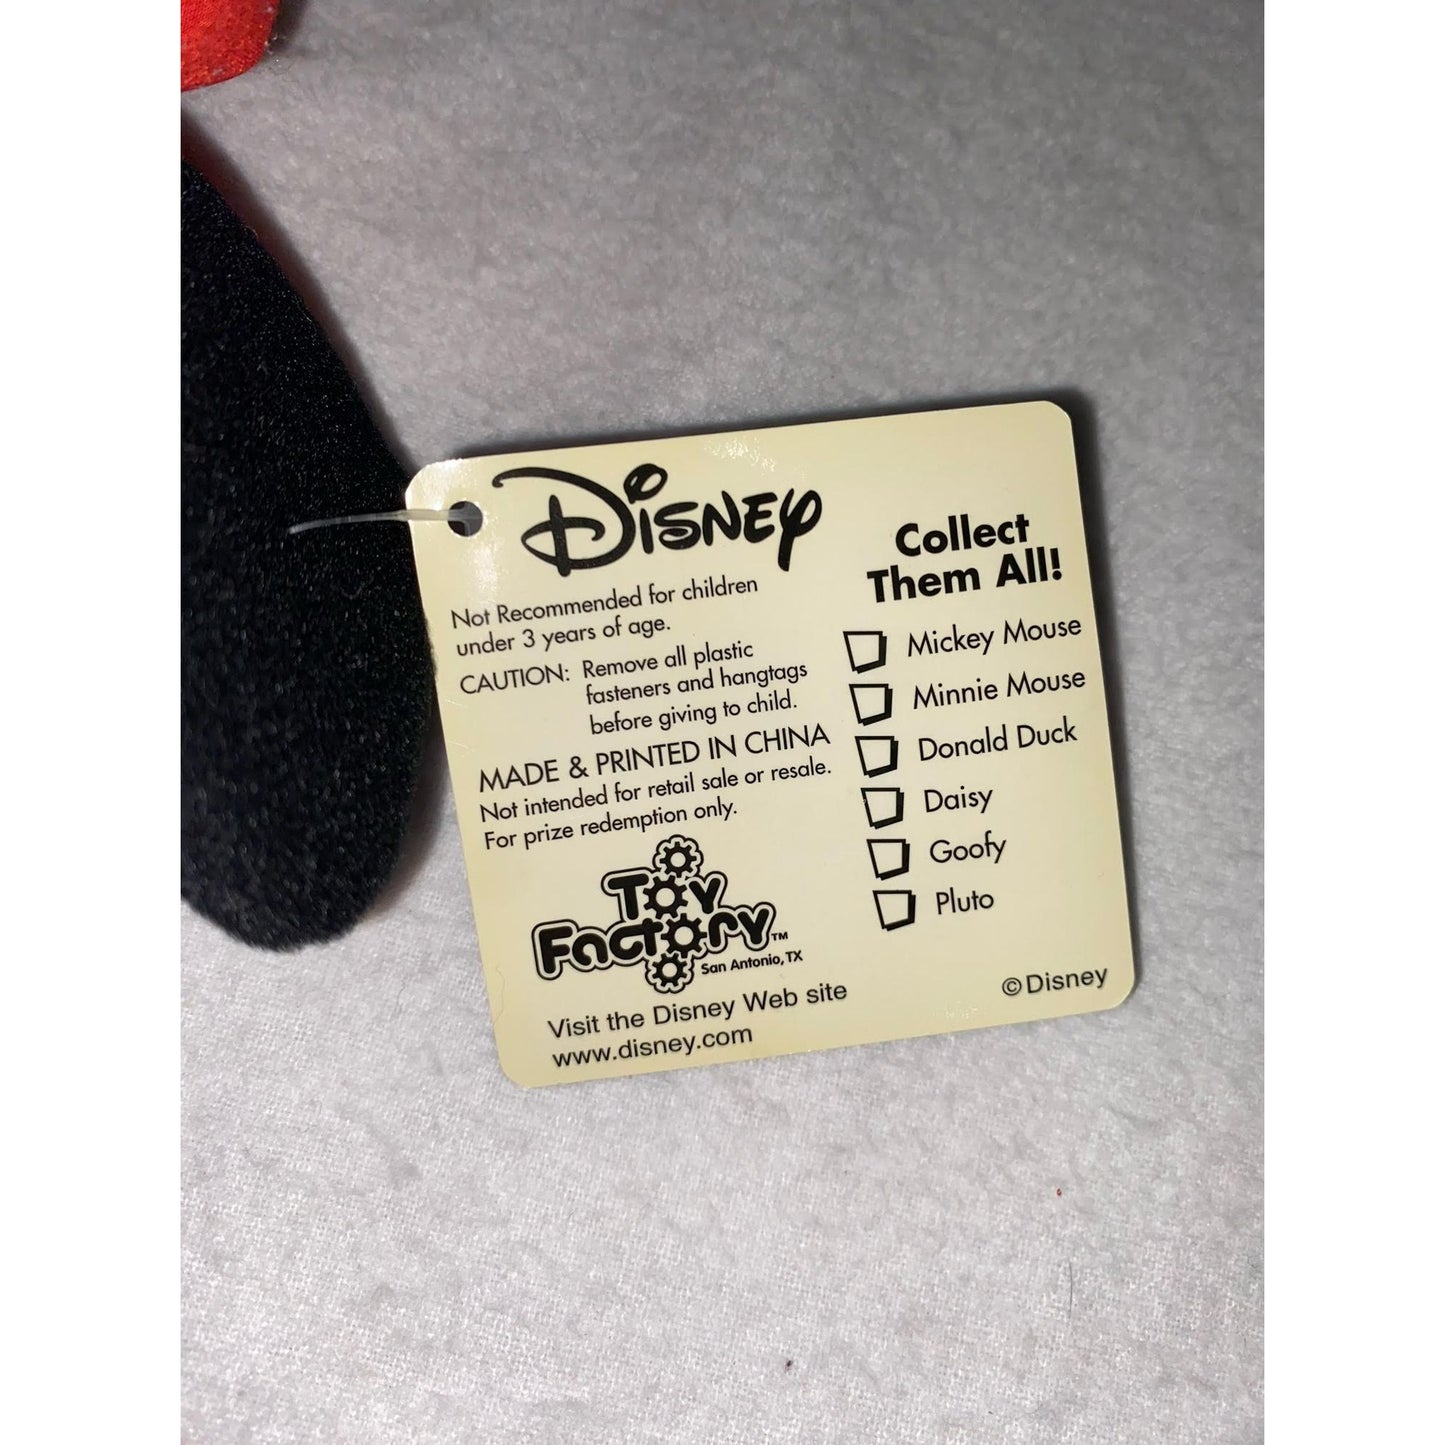 Disney
Not Recommended for children
under 3 years of age.
CAUTION: Remove all plastic
fasteners and hangtags
before giving to child.
MADE & PRINTED IN CHINA
Not intended for retail sale or resale.
For prize redemption only.
Toy
Factory™
San Antonio, TX
Visit the Disney Web site
www.disney.com
Collect
Them All!
Mickey Mouse
Minnie Mouse
Donald Duck
Daisy
Goofy
Pluto
©Disney